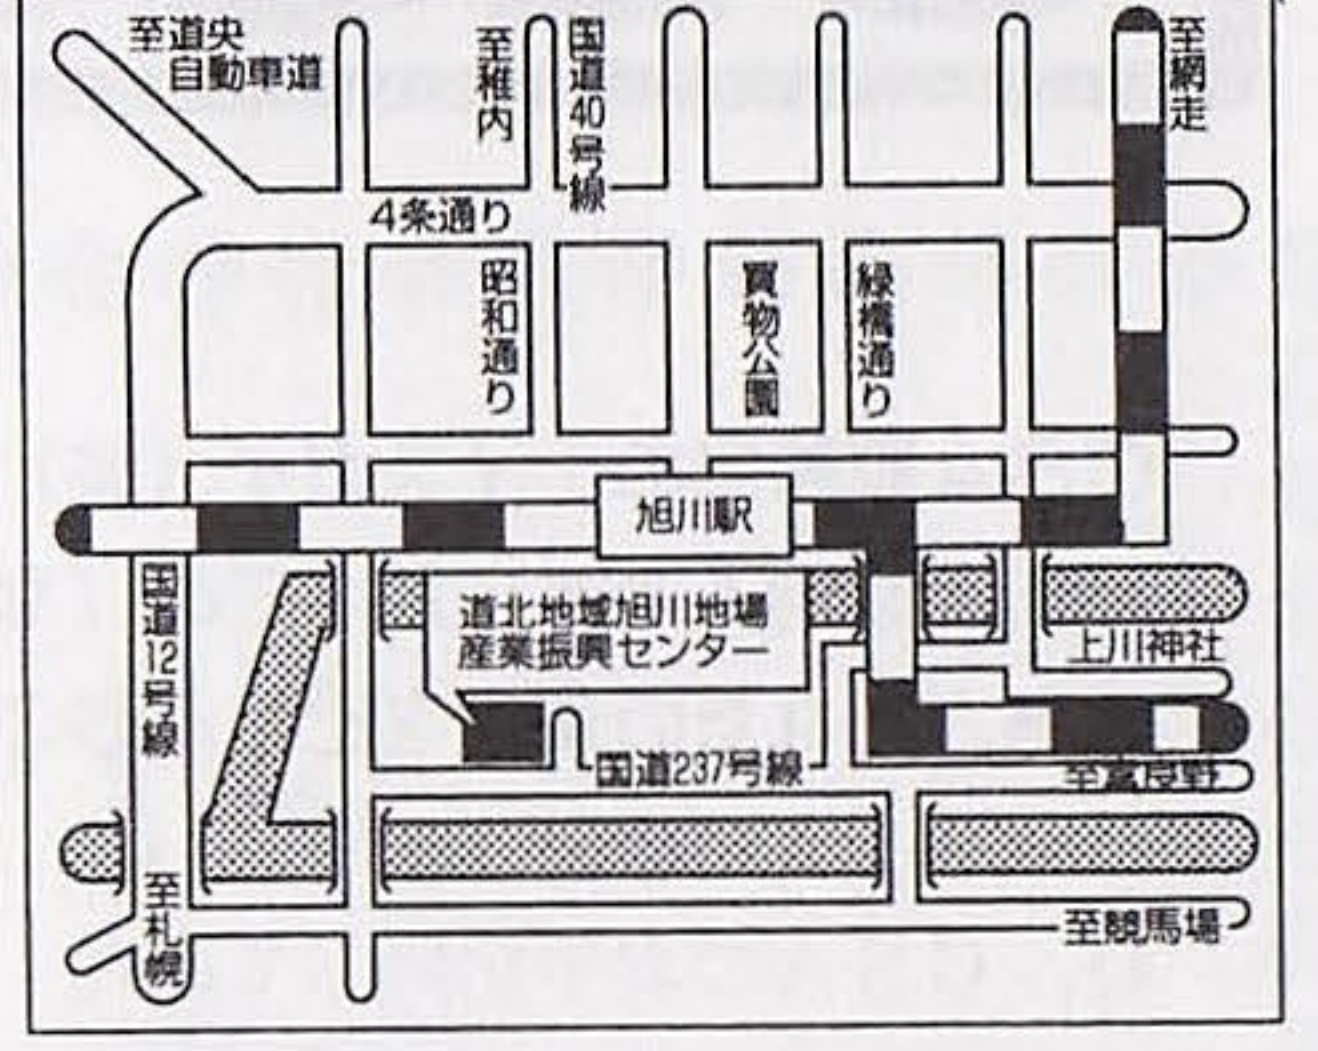 至道央
自動車道
至稚内
国道40号線
至網走
4条通り
昭和通り
買物公園
緑橋通り
旭川駅
国道12号線
道北地域旭川地場
産業振興センター
上川神社
国道237号線
至富良野
至札幌
至競馬場